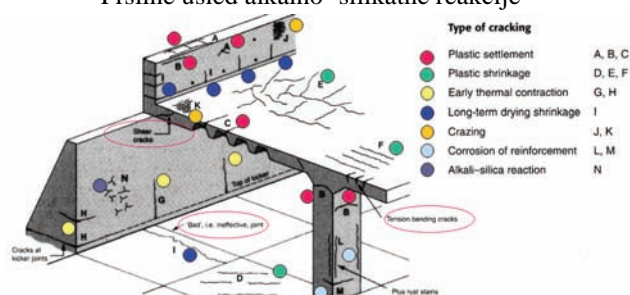 Prsline usled alkalno- silikatne reakcije
Type of cracking
Plastic settlement A, B, C
Plastic shrinkage D, E, F
Early thermal contraction G, H
Long-term drying shrinkage I
Crazing J, K
Corrosion of reinforcement L, M
Alkali–silica reaction N
A
A
J
B
I
I
E
K
Shear
cracks
C
F
N
Top of kicker
G
B
B
H
H
'Bad', i.e. ineffective, joint
Tension bending cracks
Cracks at
kicker joints
I
L
D
M
Plus rust stains